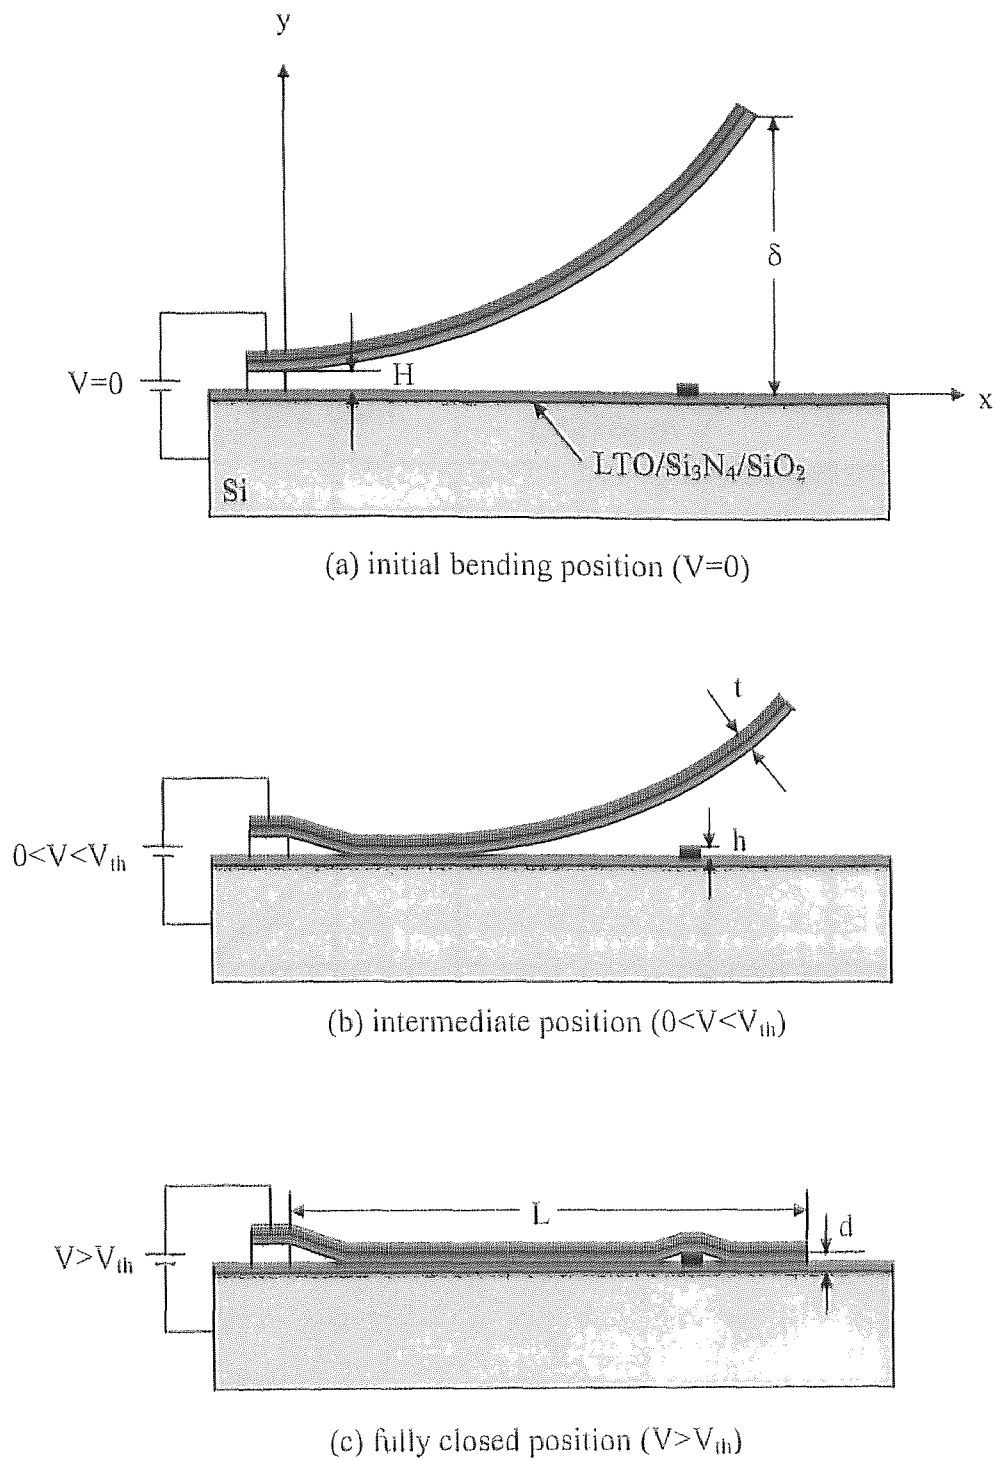 y
δ
H
V=0
x
LTO/Si₃N₄/SiO₂
Si
(a) initial bending position (V=0)
t
h
0<V<Vₜₕ
(b) intermediate position (0<V<Vₜₕ)
L
d
V>Vₜₕ
(c) fully closed position (V>Vₜₕ)